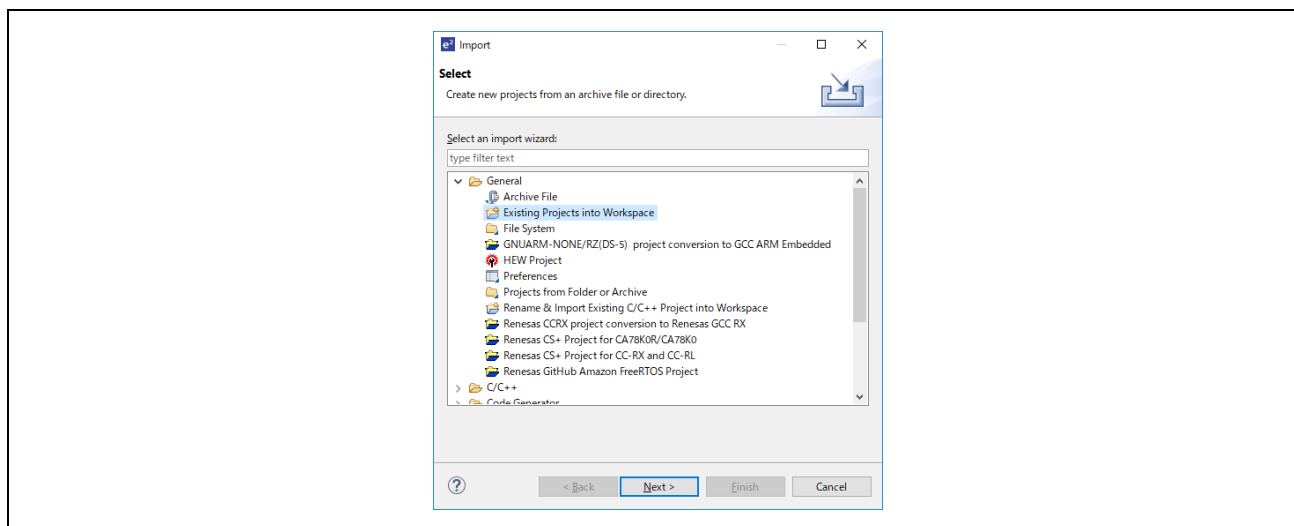 e² Import
Select
Create new projects from an archive file or directory.
Select an import wizard:
type filter text
General
Archive File
Existing Projects into Workspace
File System
GNUARM-NONE/RZ(DS-5) project conversion to GCC ARM Embedded
HEW Project
Preferences
Projects from Folder or Archive
Rename & Import Existing C/C++ Project into Workspace
Renesas CCRX project conversion to Renesas GCC RX
Renesas CS+ Project for CA78K0R/CA78K0
Renesas CS+ Project for CC-RX and CC-RL
Renesas GitHub Amazon FreeRTOS Project
C/C++
Code Generator
? < Back Next > Finish Cancel